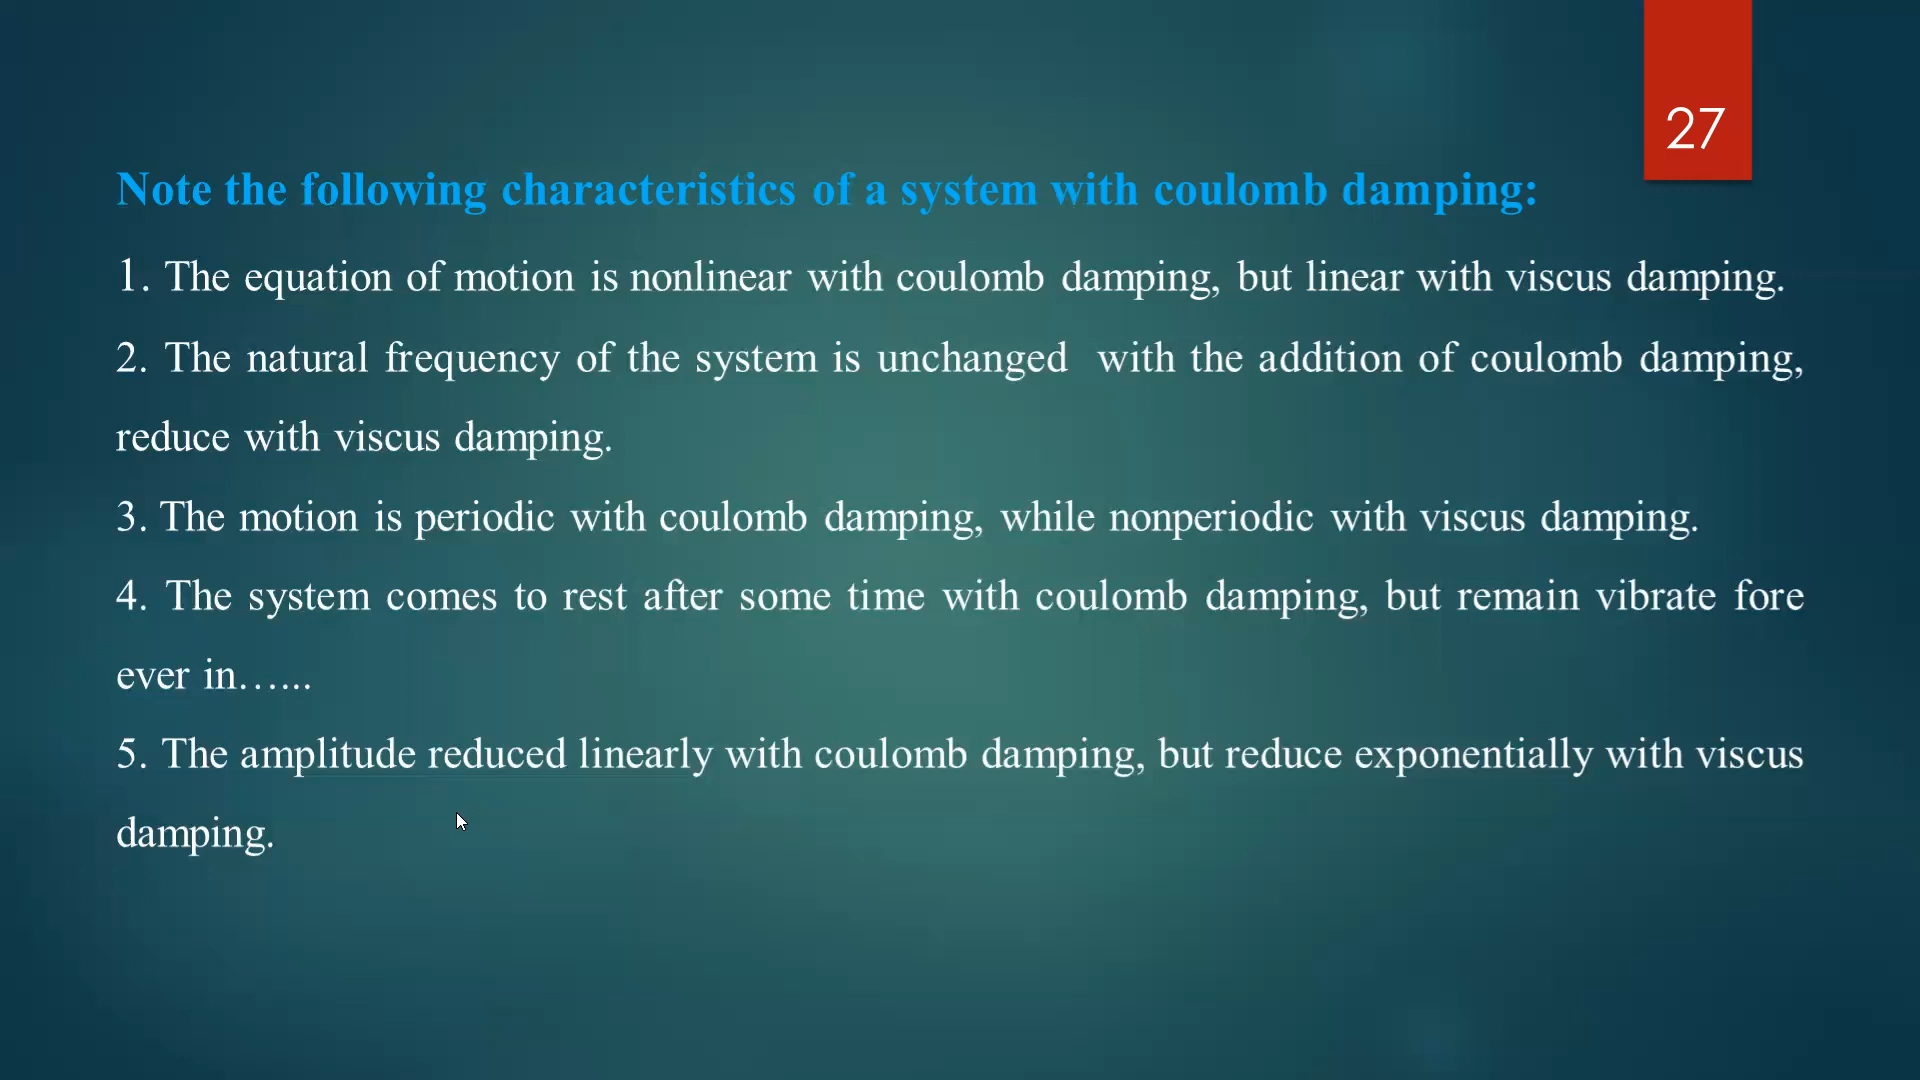 27
Note the following characteristics of a system with coulomb damping:
1. The equation of motion is nonlinear with coulomb damping, but linear with viscus damping.
2. The natural frequency of the system is unchanged with the addition of coulomb damping,
reduce with viscus damping.
3. The motion is periodic with coulomb damping, while nonperiodic with viscus damping.
4. The system comes to rest after some time with coulomb damping, but remain vibrate fore
ever in…...
5. The amplitude reduced linearly with coulomb damping, but reduce exponentially with viscus
damping.